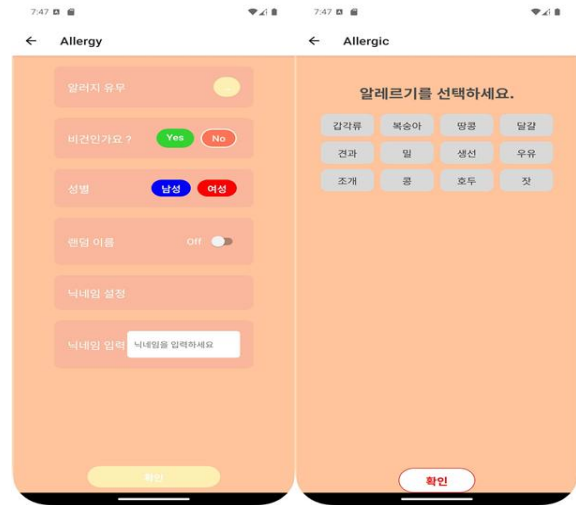 7:47
← Allergy
알러지 유무
비건인가요 ? Yes No
성별 남성 여성
랜덤 이름 Off
닉네임 설정
닉네임 입력 닉네임을 입력하세요
확인
7:47
← Allergic
알레르기를 선택하세요.
갑각류 복숭아 땅콩 달걀
견과 밀 생선 우유
조개 콩 호두 잣
확인